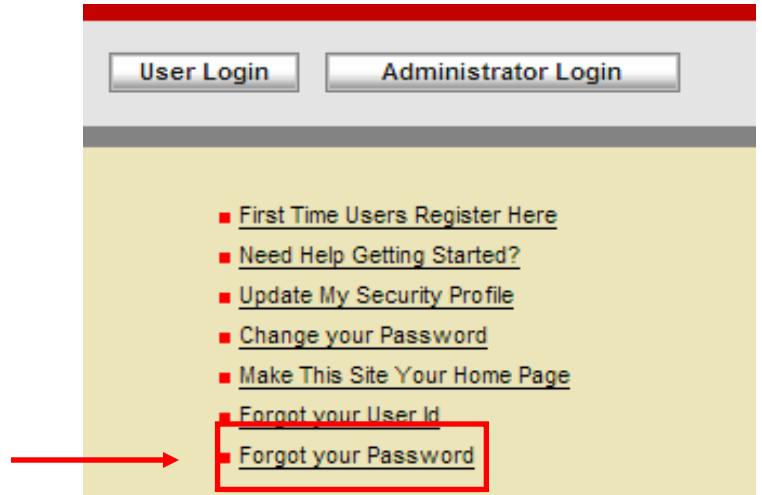 User Login Administrator Login
First Time Users Register Here
Need Help Getting Started?
Update My Security Profile
Change your Password
Make This Site Your Home Page
Forgot your User Id
Forgot your Password